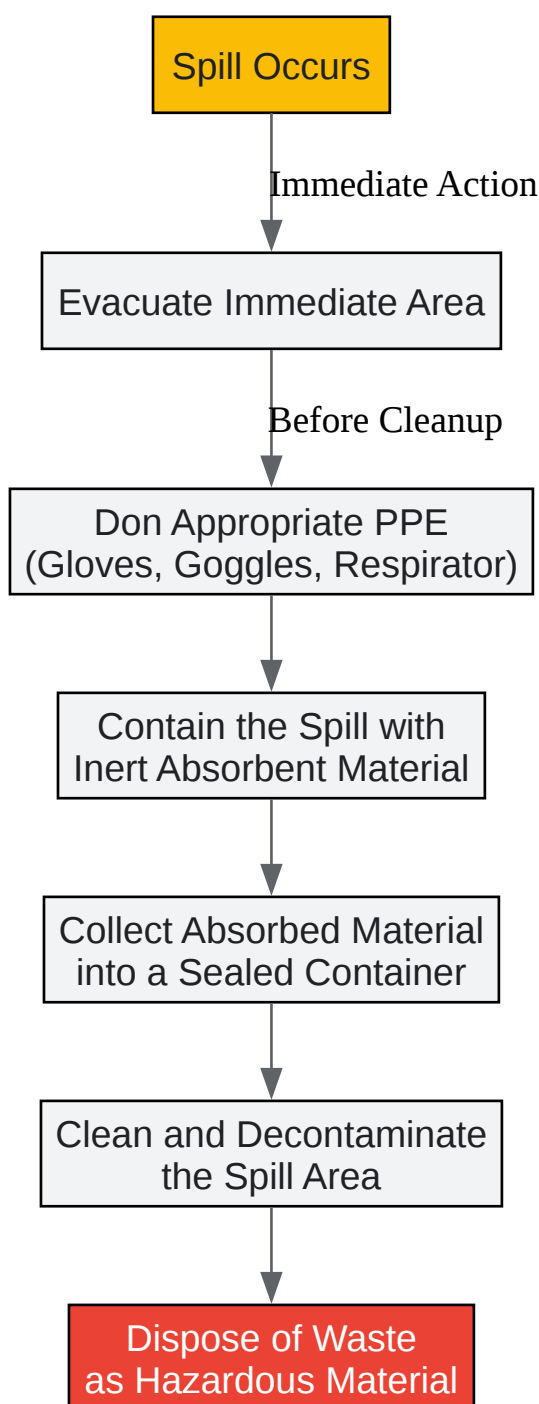 Spill Occurs
Immediate Action
Evacuate Immediate Area
Before Cleanup
Don Appropriate PPE
(Gloves, Goggles, Respirator)
Contain the Spill with
Inert Absorbent Material
Collect Absorbed Material
into a Sealed Container
Clean and Decontaminate
the Spill Area
Dispose of Waste
as Hazardous Material